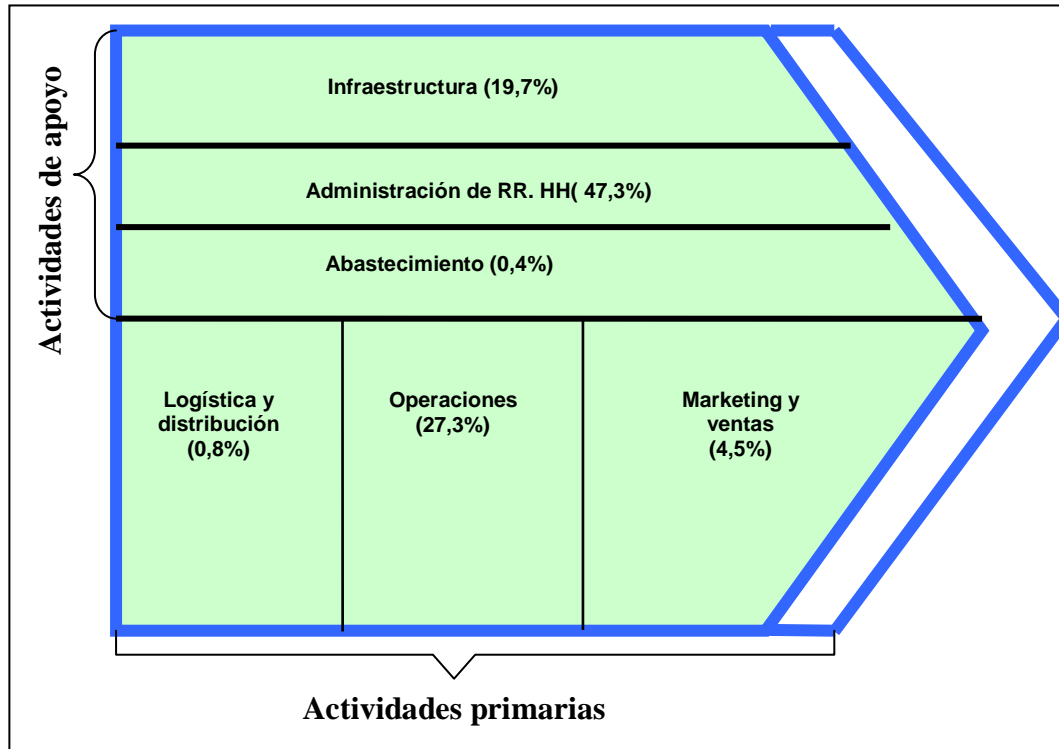 Actividades de apoyo
Infraestructura (19,7%)
Administración de RR. HH( 47,3%)
Abastecimiento (0,4%)
Logística y
distribución
(0,8%)
Operaciones
(27,3%)
Marketing y
ventas
(4,5%)
Actividades primarias